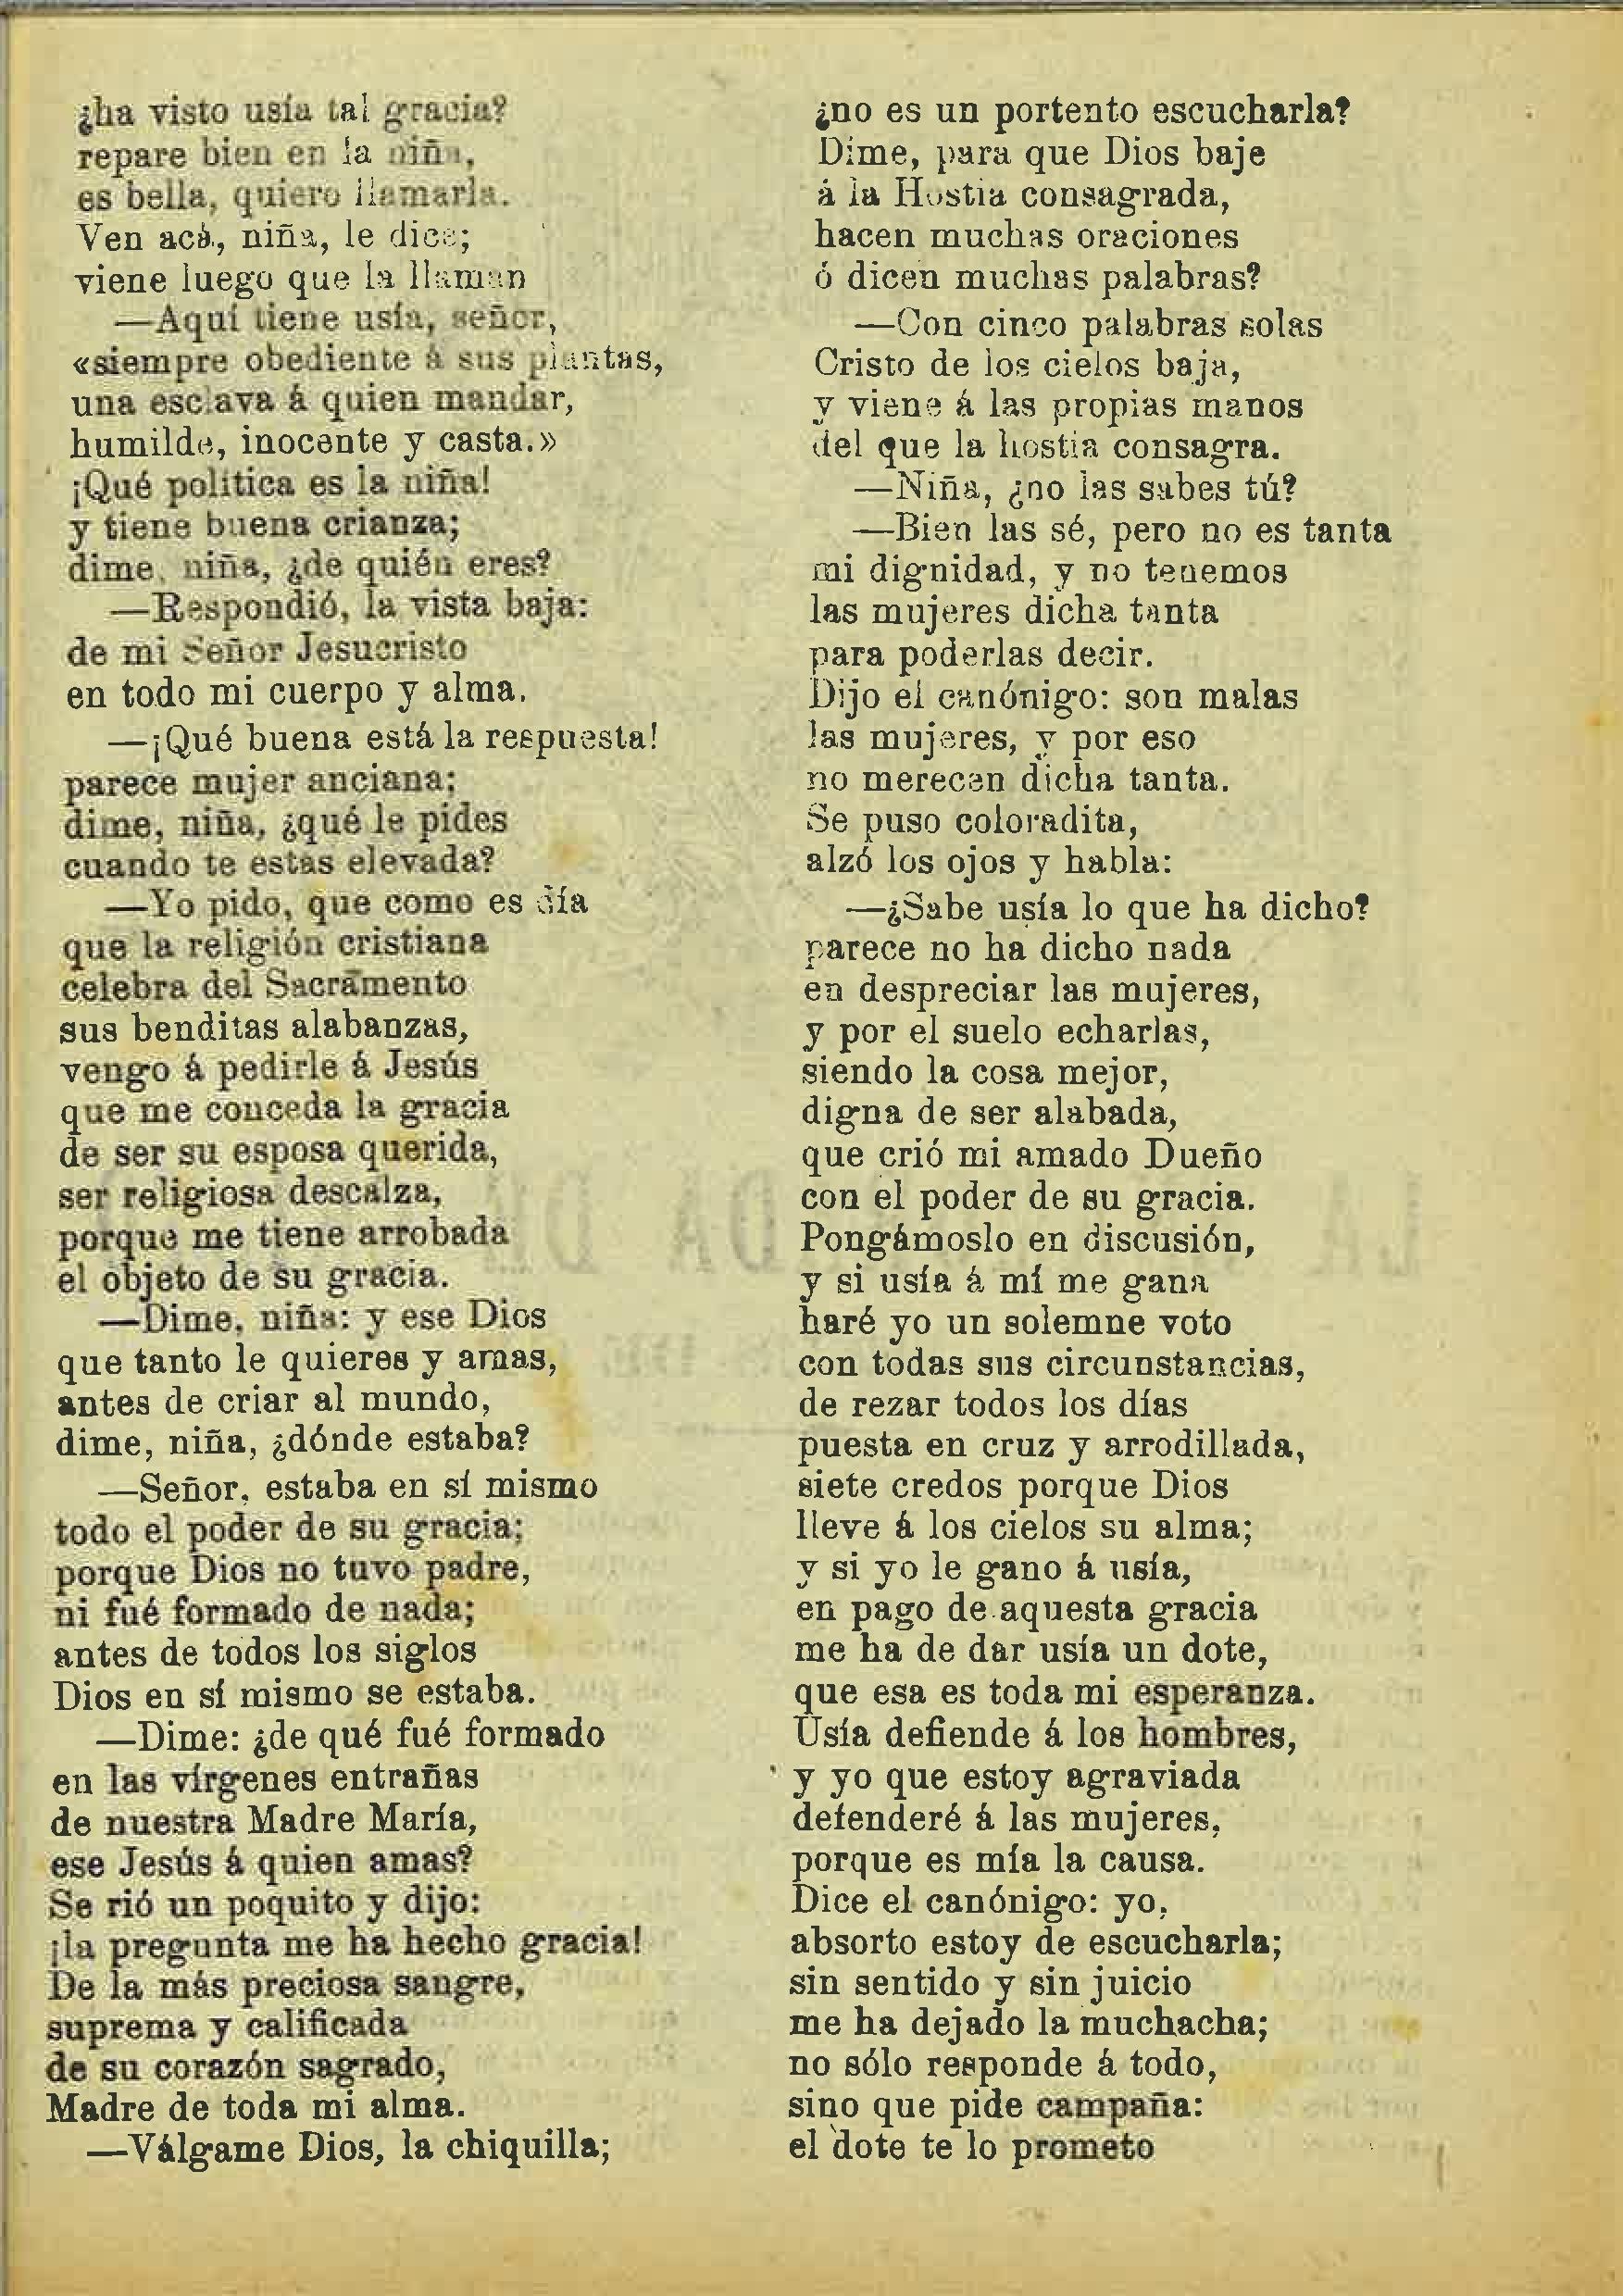 ¿ha visto usía tal gracia?
repare bien en la niña,
es bella, quiero llamarla.
Ven acá, niña, le dice;
viene luego que la llaman
—Aquí tiene usía, señor,
«siempre obediente á sus plantas,
una esclava á quien mandar,
humilde, inocente y casta.»
¡Qué política es la niña!
y tiene buena crianza;
dime, niña, ¿de quién eres?
—Respondió, la vista baja:
de mi Señor Jesucristo
en todo mi cuerpo y alma.
—¡Qué buena está la respuesta!
parece mujer anciana;
dime, niña, ¿qué le pides
cuando te estás elevada?
—Yo pido, que como es día
que la religión cristiana
celebra del Sacramento
sus benditas alabanzas,
vengo á pedirle á Jesús
que me conceda la gracia
de ser su esposa querida,
ser religiosa descalza,
porque me tiene arrobada
el objeto de su gracia.
—Dime, niña: y ese Dios
que tanto le quieres y amas,
antes de criar al mundo,
dime, niña, ¿dónde estaba?
—Señor, estaba en sí mismo
todo el poder de su gracia;
porque Dios no tuvo padre,
ni fué formado de nada;
antes de todos los siglos
Dios en sí mismo se estaba.
—Dime: ¿de qué fué formado
en las vírgenes entrañas
de nuestra Madre María,
ese Jesús á quien amas?
Se rió un poquito y dijo:
¡la pregunta me ha hecho gracia!
De la más preciosa sangre,
suprema y calificada
de su corazón sagrado,
Madre de toda mi alma.
—Válgame Dios, la chiquilla;
¿no es un portento escucharla?
Dime, para que Dios baje
á la Hostia consagrada,
hacen muchas oraciones
ó dicen muchas palabras?
—Con cinco palabras solas
Cristo de los cielos baja,
y viene á las propias manos
del que la hostia consagra.
—Niña, ¿no las sabes tú?
—Bien las sé, pero no es tanta
mi dignidad, y no tenemos
las mujeres dicha tanta
para poderlas decir.
Dijo el canónigo: son malas
las mujeres, y por eso
no merecen dicha tanta.
Se puso coloradita,
alzó los ojos y habla:
—¿Sabe usía lo que ha dicho?
parece no ha dicho nada
en despreciar las mujeres,
y por el suelo echarlas,
siendo la cosa mejor,
digna de ser alabada,
que crió mi amado Dueño
con el poder de su gracia.
Pongámoslo en discusión,
y si usía á mí me gana
haré yo un solemne voto
con todas sus circunstancias,
de rezar todos los días
puesta en cruz y arrodillada,
siete credos porque Dios
lleve á los cielos su alma;
y si yo le gano á usía,
en pago de aquesta gracia
me ha de dar usía un dote,
que esa es toda mi esperanza.
Usía defiende á los hombres,
y yo que estoy agraviada
defenderé á las mujeres,
porque es mía la causa.
Dice el canónigo: yo,
absorto estoy de escucharla;
sin sentido y sin juicio
me ha dejado la muchacha;
no sólo responde á todo,
sino que pide campaña:
el dote te lo prometo